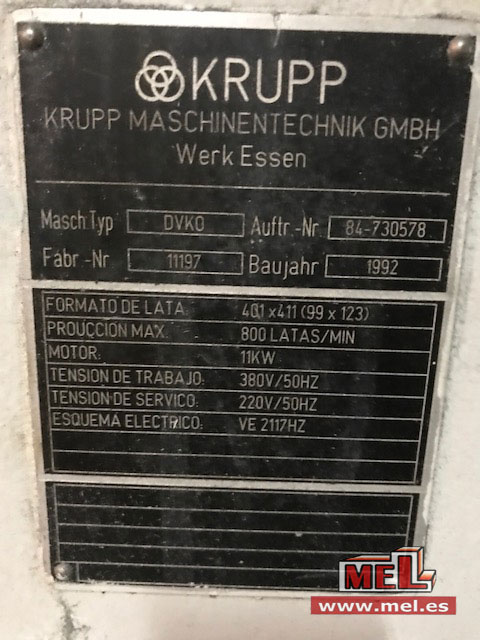 KRUPP
KRUPP MASCHINENTECHNIK GMBH
Werk Essen
Masch Typ DVKO Auftr.-Nr 84-730578
Fabr-Nr 11197 Baujahr 1992
FORMATO DE LATA: 401 x 411 (99 x 123)
PROUCCION MAX. 800 LATAS/MIN
MOTOR: 11KW
TENSION DE TRABAJO: 380V/50HZ
TENSION DE SERVICO: 220V/50HZ
ESQUEMA ELECTRICO: VE 2117HZ
MEL
www.mel.es